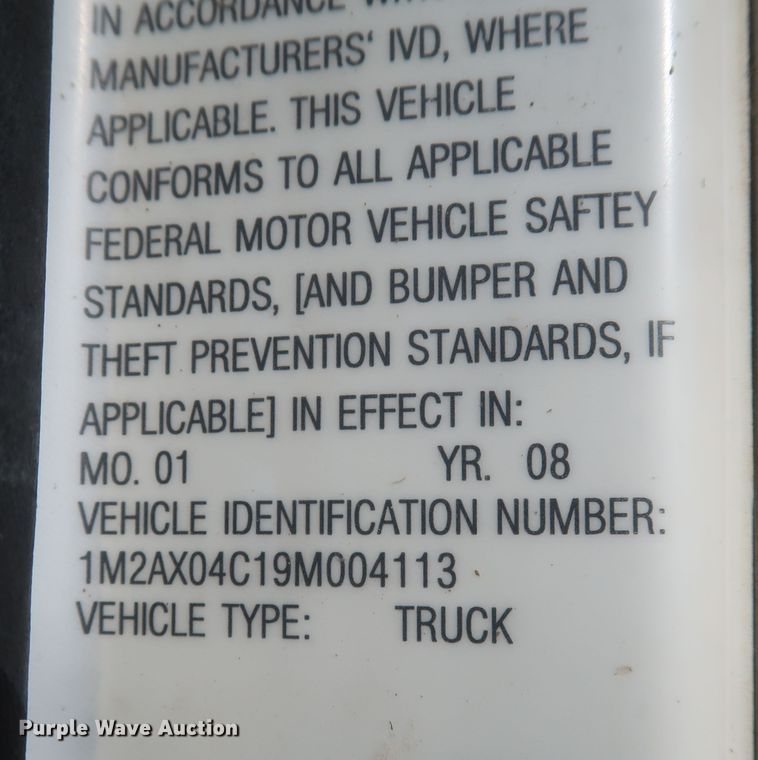 IN ACCORDANCE
MANUFACTURERS' IVD, WHERE
APPLICABLE. THIS VEHICLE
CONFORMS TO ALL APPLICABLE
FEDERAL MOTOR VEHICLE SAFTEY
STANDARDS, [AND BUMPER AND
THEFT PREVENTION STANDARDS, IF
APPLICABLE] IN EFFECT IN:
MO. 01 YR. 08
VEHICLE IDENTIFICATION NUMBER:
1M2AX04C19M004113
VEHICLE TYPE: TRUCK
Purple Wave Auction